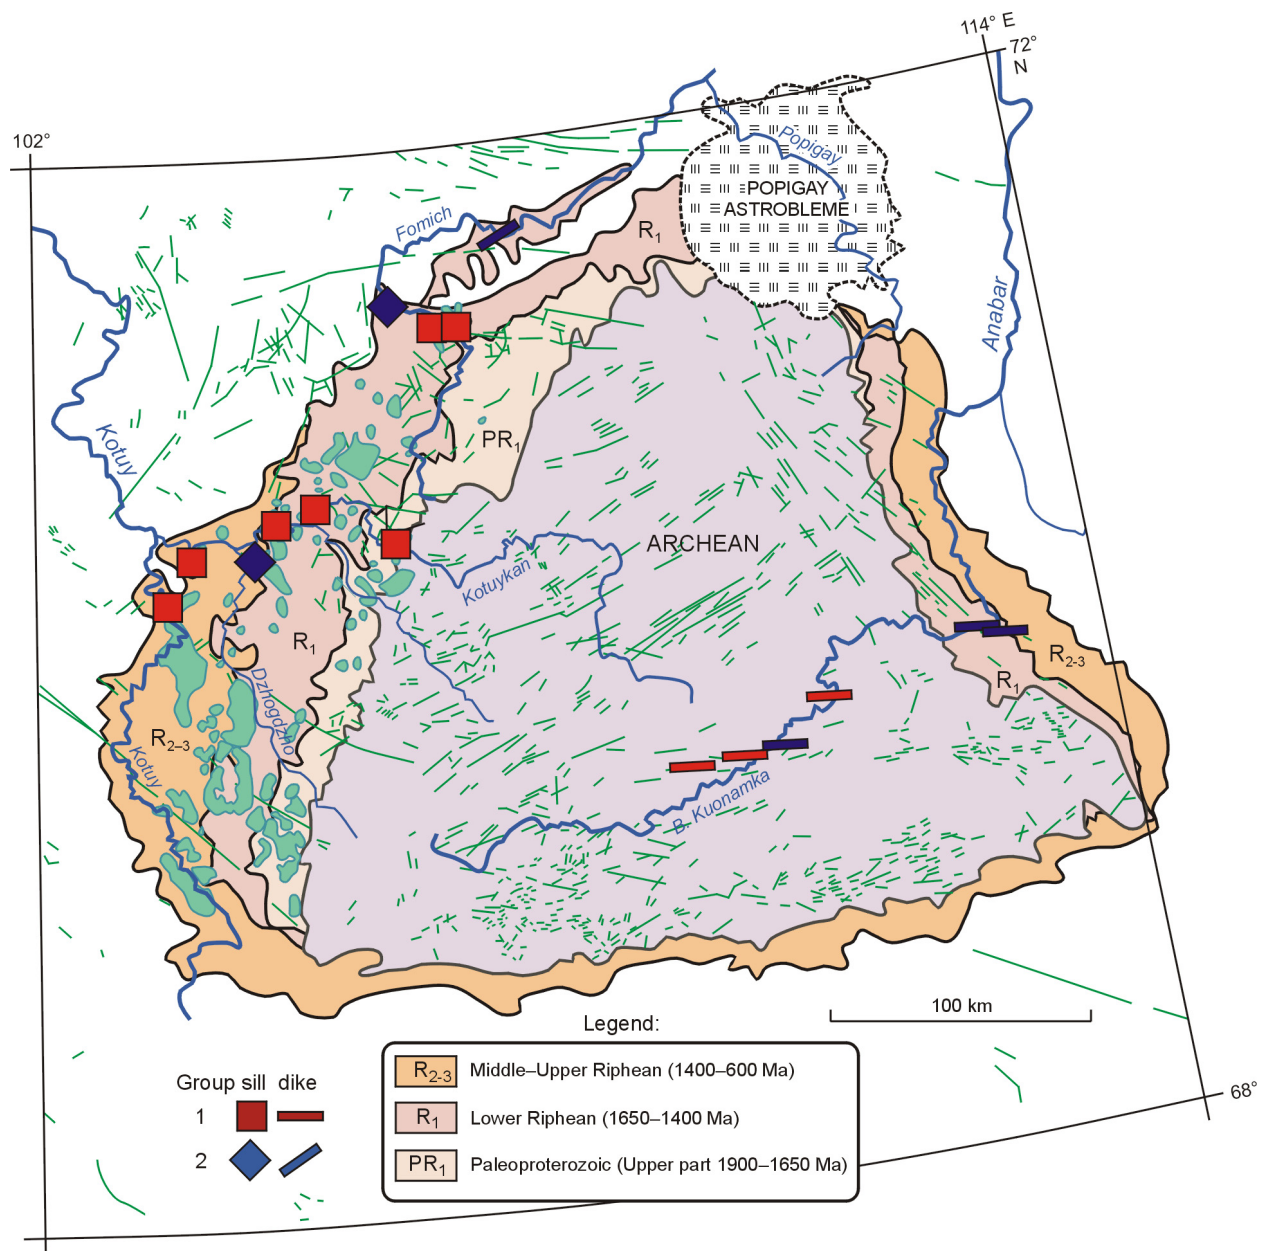 114° E
72°
N
102°
Popigay
POPIGAY
ASTROBLEME
Fomich
R1
Anabar
Kotuy
PR1
ARCHEAN
Kotuykan
R1
R2-3
R1
Dzhogdzho
R2–3
Kotuy
B. Kuonamka
100 km
Legend:
R2-3 Middle–Upper Riphean (1400–600 Ma)
Group sill dike
68°
1
R1 Lower Riphean (1650–1400 Ma)
2
PR1 Paleoproterozoic (Upper part 1900–1650 Ma)